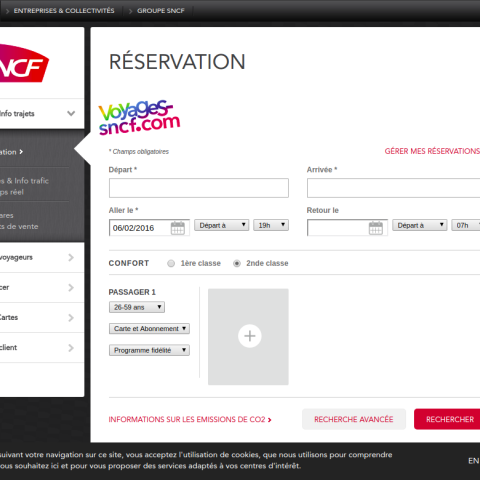 ENTREPRISES & COLLECTIVITÉS > GROUPE SNCF
RÉSERVATION
SNCF
nfo trajets
Voyages-
sncf.com
* Champs obligatoires
GÉRER MES RÉSERVATIONS
ation >
Départ *
Arrivée *
s & Info trafic
ps réel
Aller le *
Retour le
ares
ts de vente
06/02/2016
Départ à
19h
Départ à
07h
voyageurs
CONFORT
1ère classe
2nde classe
cer
PASSAGER 1
26-59 ans
Cartes
Carte et Abonnement
client
Programme fidélité
INFORMATIONS SUR LES EMISSIONS DE CO2 >
RECHERCHE AVANCÉE
RECHERCHER
suivant votre navigation sur ce site, vous acceptez l'utilisation de cookies, que nous utilisons pour comprendre
ous souhaitez ici et pour vous proposer des services adaptés à vos centres d'intérêt.
EN